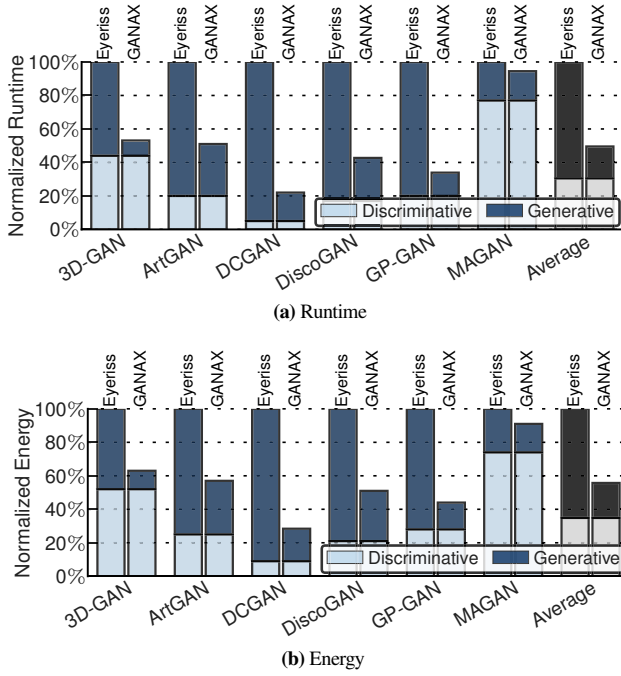 Eyeriss GANAX Eyeriss GANAX Eyeriss GANAX Eyeriss GANAX Eyeriss GANAX Eyeriss GANAX Eyeriss GANAX
Normalized Runtime
100%
80%
60%
40%
20%
0%
Discriminative Generative
3D-GAN ArtGAN DCGAN DiscoGAN GP-GAN MAGAN Average
(a) Runtime
Eyeriss GANAX Eyeriss GANAX Eyeriss GANAX Eyeriss GANAX Eyeriss GANAX Eyeriss GANAX Eyeriss GANAX
Normalized Energy
100%
80%
60%
40%
20%
0%
Discriminative Generative
3D-GAN ArtGAN DCGAN DiscoGAN GP-GAN MAGAN Average
(b) Energy